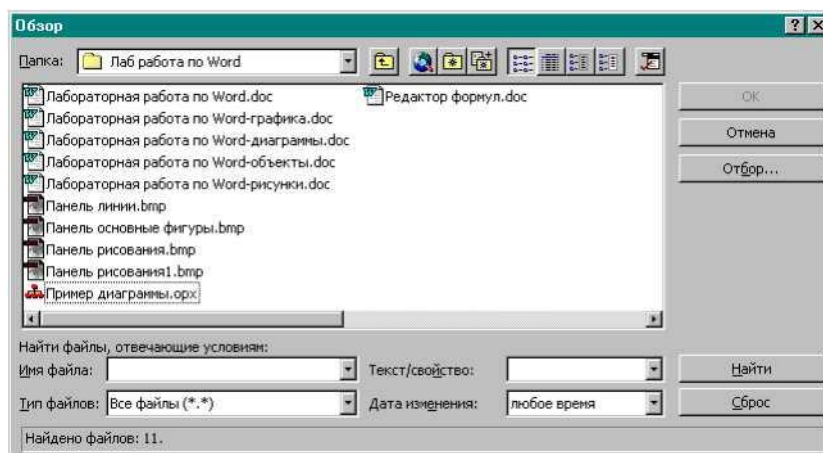 Обзор
Папка: Лаб работа по Word
Лабораторная работа по Word.doc
Лабораторная работа по Word-графика.doc
Лабораторная работа по Word-диаграммы.doc
Лабораторная работа по Word-объекты.doc
Лабораторная работа по Word-рисунки.doc
Панель линии.bmp
Панель основные фигуры.bmp
Панель рисования.bmp
Панель рисования1.bmp
Пример диаграммы.opx
Редактор формул.doc
ОК
Отмена
Отбор...
Найти файлы, отвечающие условиям:
Имя файла: Текст/свойство: Найти
Тип файлов: Все файлы (*.*) Дата изменения: любое время Сброс
Найдено файлов: 11.